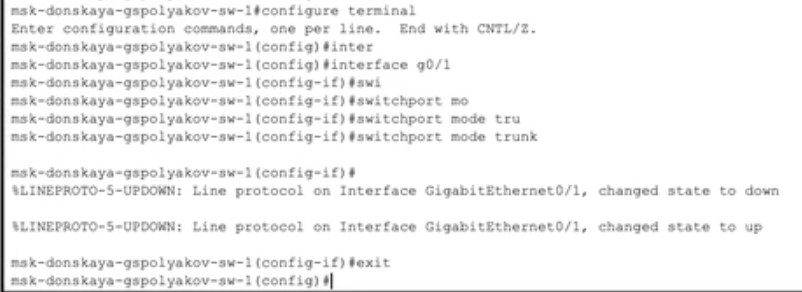 msk-donskaya-gspolyakov-sw-1#configure terminal
Enter configuration commands, one per line.  End with CNTL/Z.
msk-donskaya-gspolyakov-sw-1(config)#inter
msk-donskaya-gspolyakov-sw-1(config)#interface g0/1
msk-donskaya-gspolyakov-sw-1(config-if)#swi
msk-donskaya-gspolyakov-sw-1(config-if)#switchport mo
msk-donskaya-gspolyakov-sw-1(config-if)#switchport mode tru
msk-donskaya-gspolyakov-sw-1(config-if)#switchport mode trunk
msk-donskaya-gspolyakov-sw-1(config-if)#
%LINEPROTO-5-UPDOWN: Line protocol on Interface GigabitEthernet0/1, changed state to down
%LINEPROTO-5-UPDOWN: Line protocol on Interface GigabitEthernet0/1, changed state to up
msk-donskaya-gspolyakov-sw-1(config-if)#exit
msk-donskaya-gspolyakov-sw-1(config)#